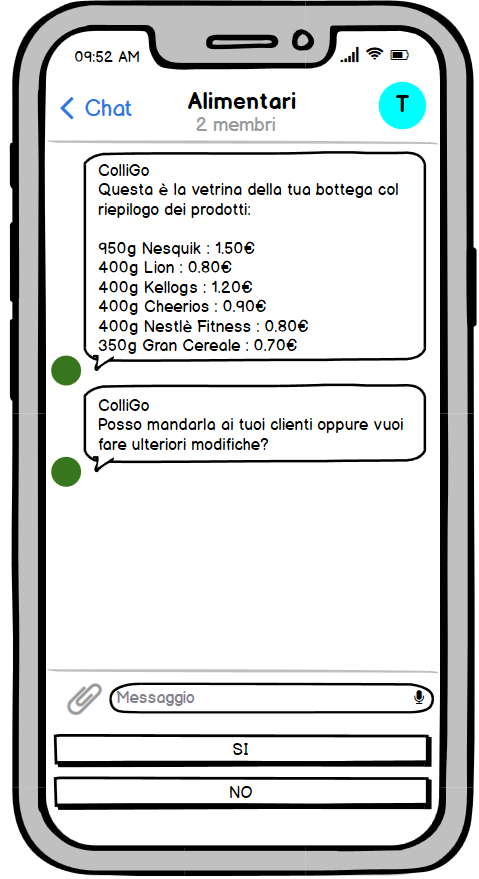 09:52 AM
Chat
Alimentari
2 membri
T
ColliGo
Questa è la vetrina della tua bottega col
riepilogo dei prodotti:
950g Nesquik : 1.50€
400g Lion : 0.80€
400g Kellogs : 1.20€
400g Cheerios : 0.90€
400g Nestlè Fitness : 0.80€
350g Gran Cereale : 0.70€
ColliGo
Posso mandarla ai tuoi clienti oppure vuoi
fare ulteriori modifiche?
Messaggio
SI
NO